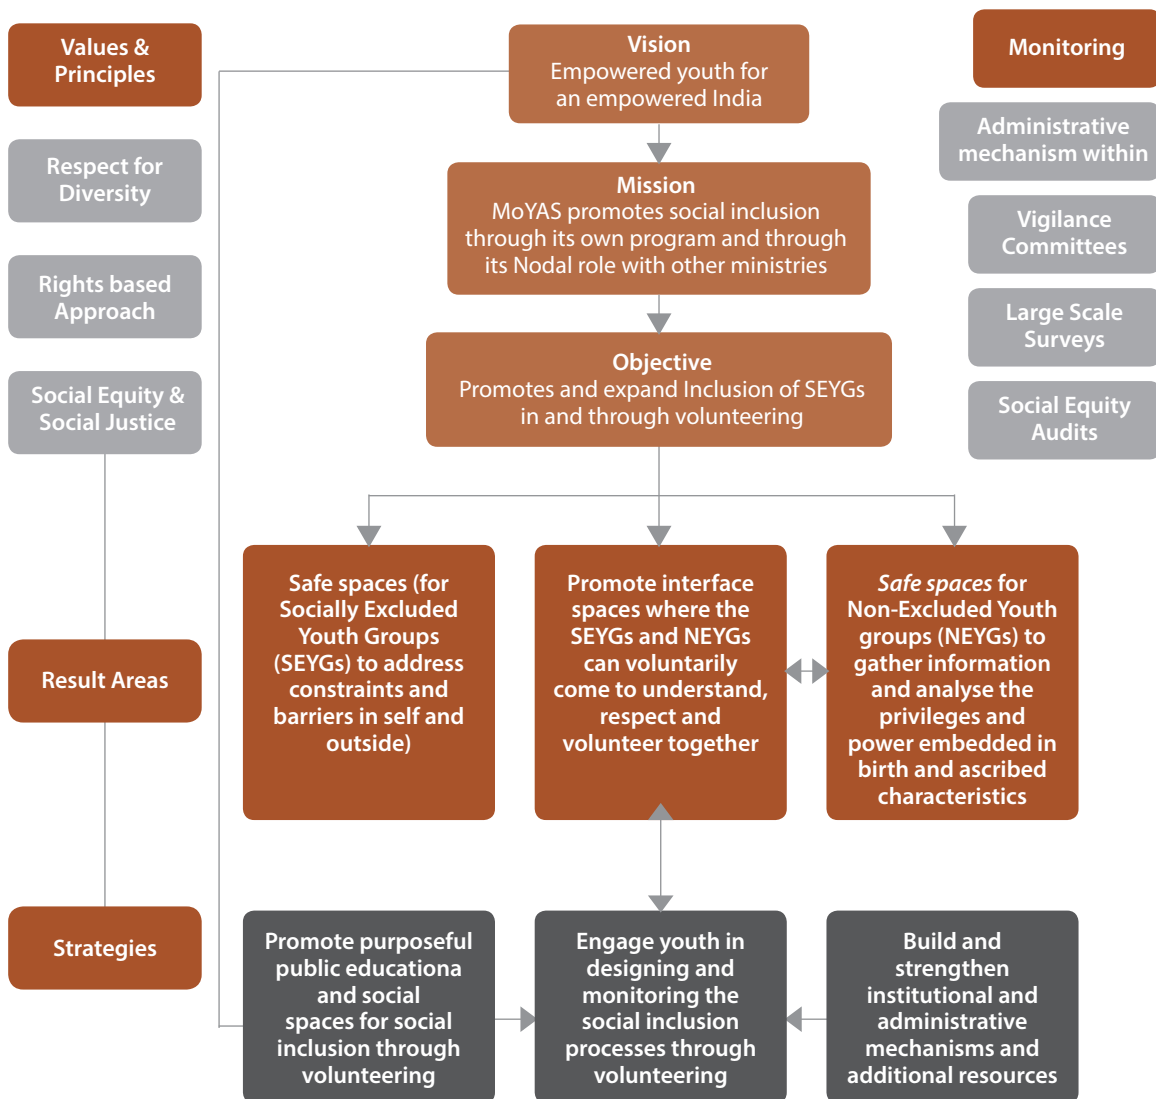 Values &
Principles
Respect for
Diversity
Rights based
Approach
Social Equity &
Social Justice
Result Areas
Strategies
Vision
Empowered youth for
an empowered India
Mission
MoYAS promotes social inclusion
through its own program and through
its Nodal role with other ministries
Objective
Promotes and expand Inclusion of SEYGs
in and through volunteering
Monitoring
Administrative
mechanism within
Vigilance
Committees
Large Scale
Surveys
Social Equity
Audits
Safe spaces (for
Socially Excluded
Youth Groups
(SEYGs) to address
constraints and
barriers in self and
outside)
Promote interface
spaces where the
SEYGs and NEYGs
can voluntarily
come to understand,
respect and
volunteer together
Safe spaces for
Non-Excluded Youth
groups (NEYGs) to
gather information
and analyse the
privileges and
power embedded in
birth and ascribed
characteristics
Promote purposeful
public educationa
and social
spaces for social
inclusion through
volunteering
Engage youth in
designing and
monitoring the
social inclusion
processes through
volunteering
Build and
strengthen
institutional and
administrative
mechanisms and
additional resources